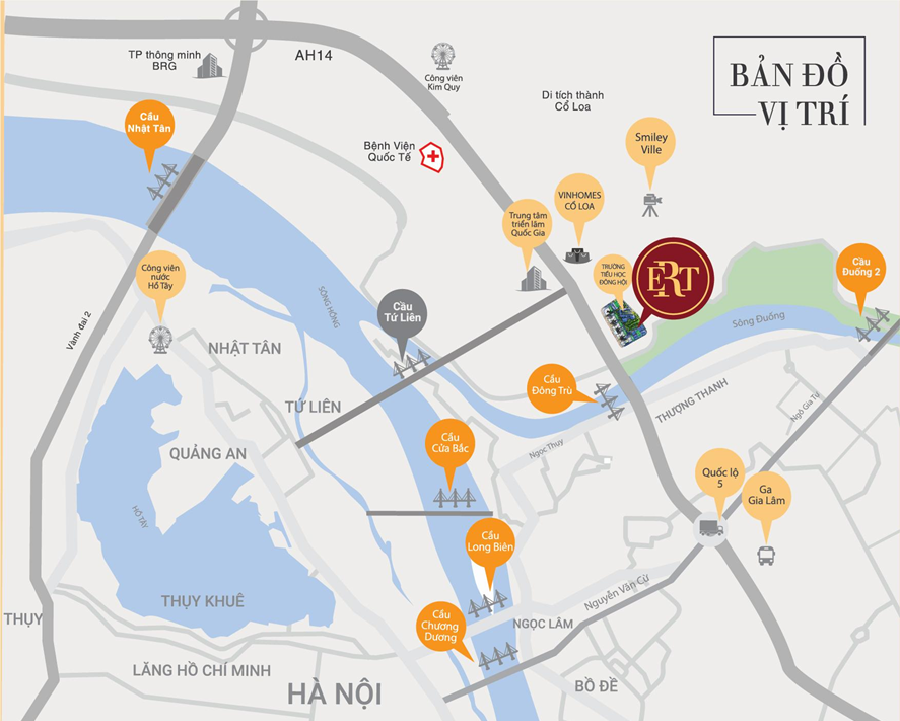 BẢN ĐỒ
VỊ TRÍ
AH14
TP thông minh
BRG
Công viên
Kim Quy
Di tích thành
Cổ Loa
Cầu
Nhật Tân
Bệnh Viện
Quốc Tế
Smiley
Ville
VINHOMES
CỔ LOA
Trung tâm
triển lãm
Quốc Gia
TRƯỜNG
TIỂU HỌC
ĐÔNG HỘI
ERT
Cầu
Đuống 2
Công viên
nước
Hồ Tây
Vành đai 2
SÔNG HỒNG
Cầu
Tứ Liên
Sông Đuống
NHẬT TÂN
TỨ LIÊN
Cầu
Đông Trù
THƯỢNG THANH
Ngô Gia Tự
Ngọc Thụy
QUẢNG AN
Cầu
Cửa Bắc
Quốc lộ
5
Ga
Gia Lâm
HỒ TÂY
Cầu
Long Biên
THỤY KHUÊ
THỤY
Nguyễn Văn Cừ
Cầu
Chương
Dương
NGỌC LÂM
LĂNG HỒ CHÍ MINH
HÀ NỘI
BỒ ĐỀ